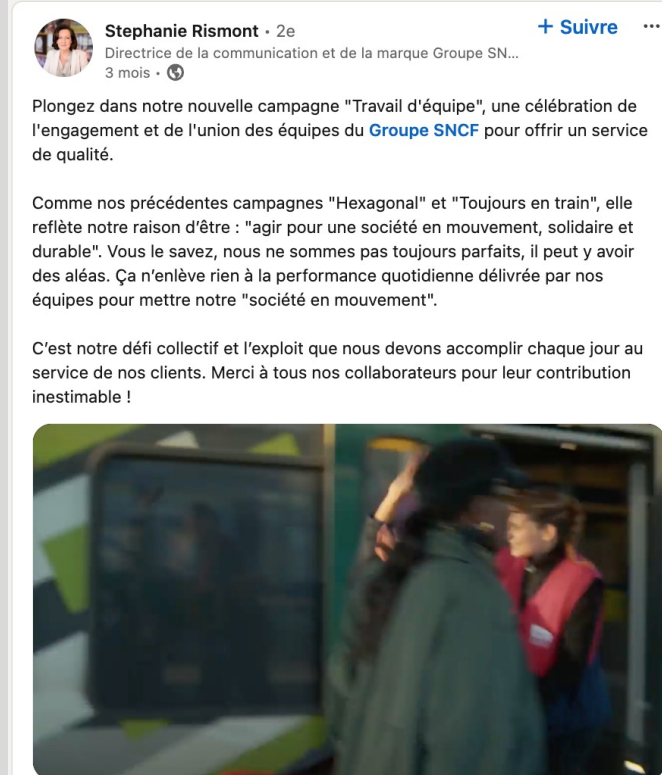 Stephanie Rismont • 2e
+ Suivre
Directrice de la communication et de la marque Groupe SN...
3 mois •
Plongez dans notre nouvelle campagne "Travail d'équipe", une célébration de
l'engagement et de l'union des équipes du Groupe SNCF pour offrir un service
de qualité.
Comme nos précédentes campagnes "Hexagonal" et "Toujours en train", elle
reflète notre raison d’être : "agir pour une société en mouvement, solidaire et
durable". Vous le savez, nous ne sommes pas toujours parfaits, il peut y avoir
des aléas. Ça n’enlève rien à la performance quotidienne délivrée par nos
équipes pour mettre notre "société en mouvement".
C’est notre défi collectif et l’exploit que nous devons accomplir chaque jour au
service de nos clients. Merci à tous nos collaborateurs pour leur contribution
inestimable !